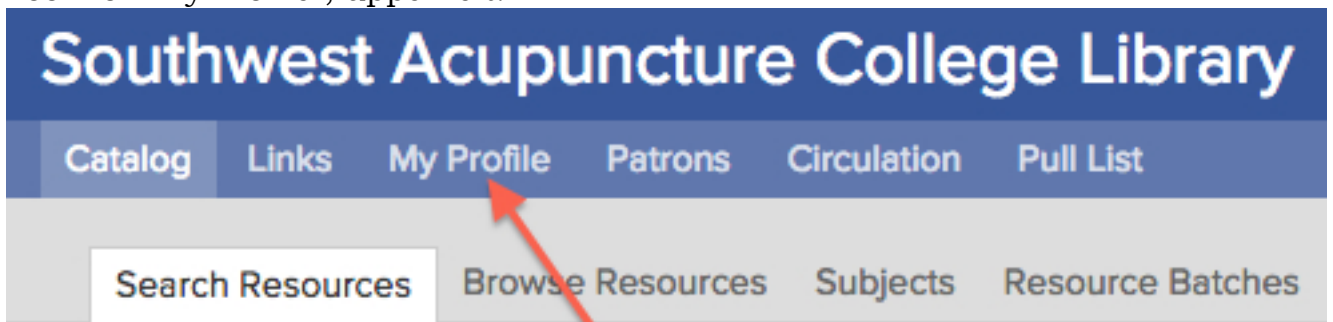 Southwest Acupuncture College Library
Catalog Links My Profile Patrons Circulation Pull List
Search Resources Browse Resources Subjects Resource Batches